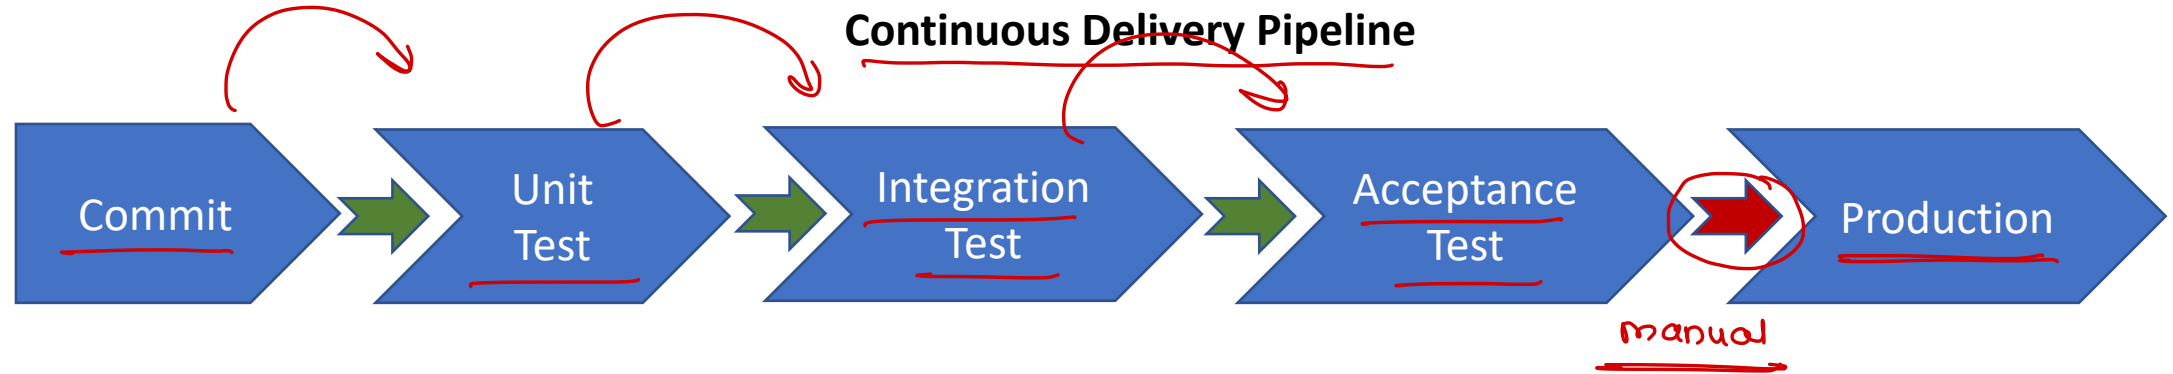 Continuous Delivery Pipeline
Commit
Unit
Test
Integration
Test
Acceptance
Test
Production
manual